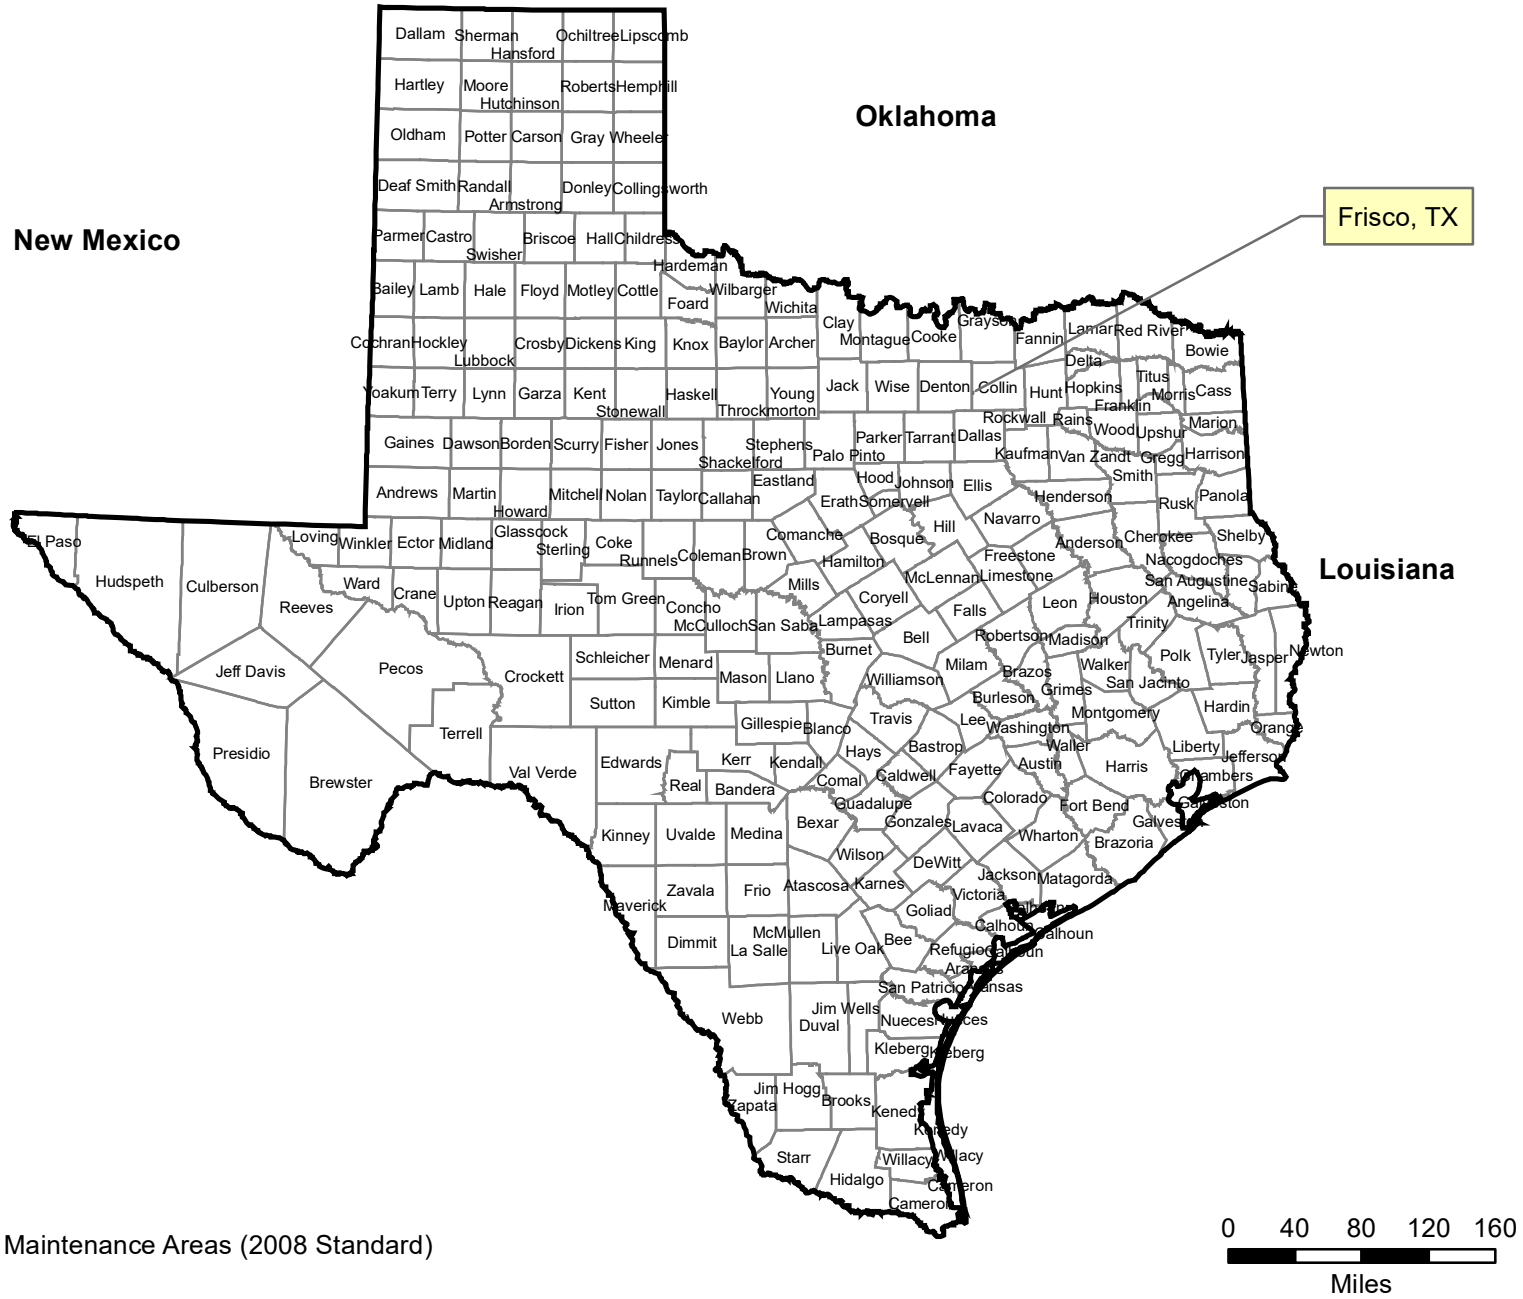 Dallam Sherman Ochiltree Lipscomb
Hansford
Hartley Moore Roberts Hemphill
Hutchinson
Oklahoma
Oldham Potter Carson Gray Wheeler
Deaf Smith Randall Donley Collingsworth
Armstrong
Frisco, TX
New Mexico
Parmer Castro Briscoe Hall Childress
Swisher
Hardeman
Bailey Lamb Hale Floyd Motley Cottle Foard Wilbarger
Wichita
Clay Grayson Lamar Red River
Cochran Hockley Crosby Dickens King Knox Baylor Archer Montague Cooke Fannin Bowie
Lubbock Delta
Yoakum Terry Lynn Garza Kent Haskell Young Jack Wise Denton Collin Hunt Hopkins Titus Morris Cass
Stonewall Throckmorton Franklin
Rockwall Rains Marion
Gaines Dawson Borden Scurry Fisher Jones Stephens Parker Tarrant Dallas Wood Upshur
Shackelford Palo Pinto Kaufman Van Zandt Gregg Harrison
Andrews Martin Mitchell Nolan Taylor Callahan Eastland Hood Johnson Ellis Smith
Howard Erath Somervell Henderson Rusk Panola
El Paso Loving Winkler Ector Midland Glasscock Coke Comanche Hill Navarro
Sterling Runnels Coleman Brown Bosque Anderson Cherokee Shelby
Hudspeth Culberson Ward Hamilton Freestone Nacogdoches
Louisiana
Reeves Crane Upton Reagan Irion Tom Green Concho Mills McLennan Limestone San Augustine Sabine
Coryell Leon Houston Angelina
McCulloch San Saba Lampasas Falls Trinity
Jeff Davis Pecos Crockett Schleicher Menard Burnet Bell Robertson Madison Polk Tyler Jasper Newton
Mason Llano Williamson Milam Brazos Walker San Jacinto
Sutton Kimble Burleson Grimes Hardin
Presidio Terrell Gillespie Blanco Travis Lee Washington Montgomery Orange
Brewster Val Verde Edwards Kerr Kendall Hays Bastrop Waller Liberty Jefferson
Real Bandera Comal Caldwell Fayette Austin Harris Chambers
Guadalupe Colorado Fort Bend Galveston
Kinney Uvalde Medina Bexar Gonzales Lavaca Wharton Galveston
Wilson DeWitt Brazoria
Maverick Zavala Frio Atascosa Karnes Jackson Matagorda
Goliad Victoria Calhoun
Dimmit La Salle McMullen Live Oak Bee Calhoun Calhoun
Refugio Calhoun
Aransas
San Patricio Aransas
Webb Duval Jim Wells Nueces Nueces
Kleberg Kleberg
Zapata Jim Hogg Brooks Kenedy
Kenedy
Starr Willacy Willacy
Hidalgo Cameron
Cameron
Maintenance Areas (2008 Standard)
0 40 80 120 160
Miles